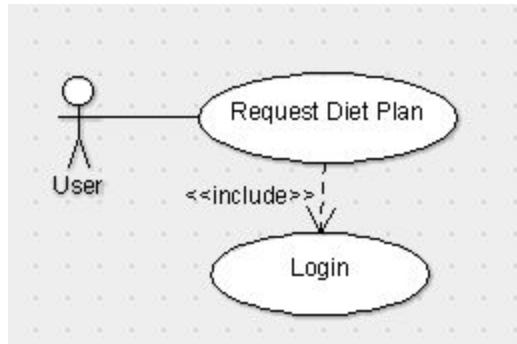 Request Diet Plan
User
<<include>>
Login